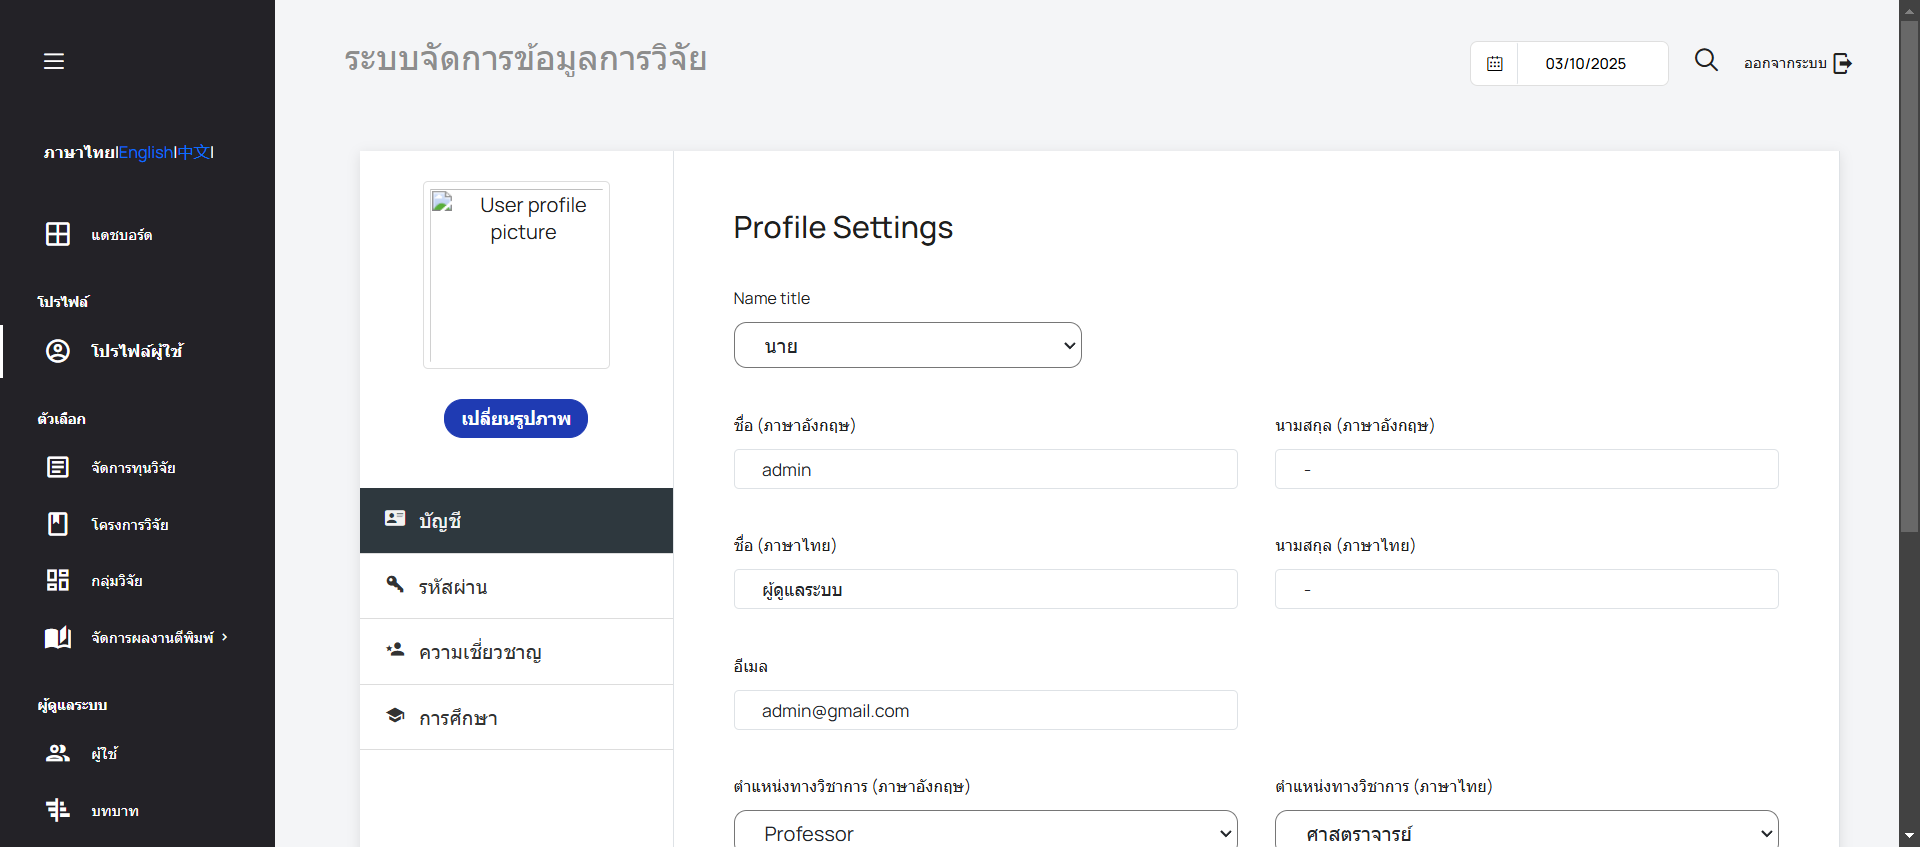 ภาษาไทย|English|中文|
แดชบอร์ด
โปรไฟล์
โปรไฟล์ผู้ใช้
ตัวเลือก
จัดการทุนวิจัย
โครงการวิจัย
กลุ่มวิจัย
จัดการผลงานตีพิมพ์
ผู้ดูแลระบบ
ผู้ใช้
บทบาท
ระบบจัดการข้อมูลการวิจัย
03/10/2025
ออกจากระบบ
User profile
picture
เปลี่ยนรูปภาพ
บัญชี
รหัสผ่าน
ความเชี่ยวชาญ
การศึกษา
Profile Settings
Name title
นาย
ชื่อ (ภาษาอังกฤษ)
นามสกุล (ภาษาอังกฤษ)
admin
-
ชื่อ (ภาษาไทย)
นามสกุล (ภาษาไทย)
ผู้ดูแลระบบ
-
อีเมล
admin@gmail.com
ตำแหน่งทางวิชาการ (ภาษาอังกฤษ)
ตำแหน่งทางวิชาการ (ภาษาไทย)
Professor
ศาสตราจารย์